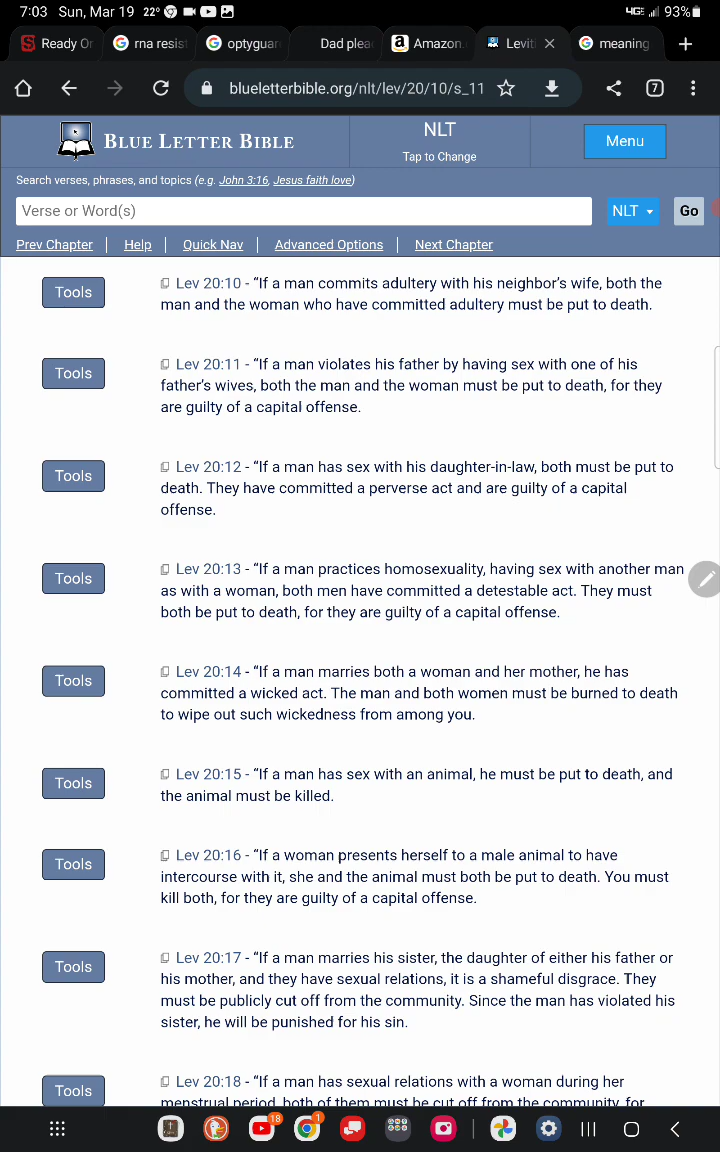 7:03 Sun, Mar 19 22° 4GE 93%
Ready Or rna resis optyguar Dad plea Amazon. Leviti meaning
blueletterbible.org/nlt/lev/20/10/s_11 7
BLUE LETTER BIBLE NLT Menu
Tap to Change
Search verses, phrases, and topics (e.g. John 3:16, Jesus faith love)
Verse or Word(s) NLT Go
Prev Chapter | Help | Quick Nav | Advanced Options | Next Chapter
Tools Lev 20:10 - “If a man commits adultery with his neighbor’s wife, both the
man and the woman who have committed adultery must be put to death.
Tools Lev 20:11 - “If a man violates his father by having sex with one of his
father’s wives, both the man and the woman must be put to death, for they
are guilty of a capital offense.
Tools Lev 20:12 - “If a man has sex with his daughter-in-law, both must be put to
death. They have committed a perverse act and are guilty of a capital
offense.
Tools Lev 20:13 - “If a man practices homosexuality, having sex with another man
as with a woman, both men have committed a detestable act. They must
both be put to death, for they are guilty of a capital offense.
Tools Lev 20:14 - “If a man marries both a woman and her mother, he has
committed a wicked act. The man and both women must be burned to death
to wipe out such wickedness from among you.
Tools Lev 20:15 - “If a man has sex with an animal, he must be put to death, and
the animal must be killed.
Tools Lev 20:16 - “If a woman presents herself to a male animal to have
intercourse with it, she and the animal must both be put to death. You must
kill both, for they are guilty of a capital offense.
Tools Lev 20:17 - “If a man marries his sister, the daughter of either his father or
his mother, and they have sexual relations, it is a shameful disgrace. They
must be publicly cut off from the community. Since the man has violated his
sister, he will be punished for his sin.
Tools Lev 20:18 - “If a man has sexual relations with a woman during her
menstrual period, both of them must be cut off from the community, for
18 1